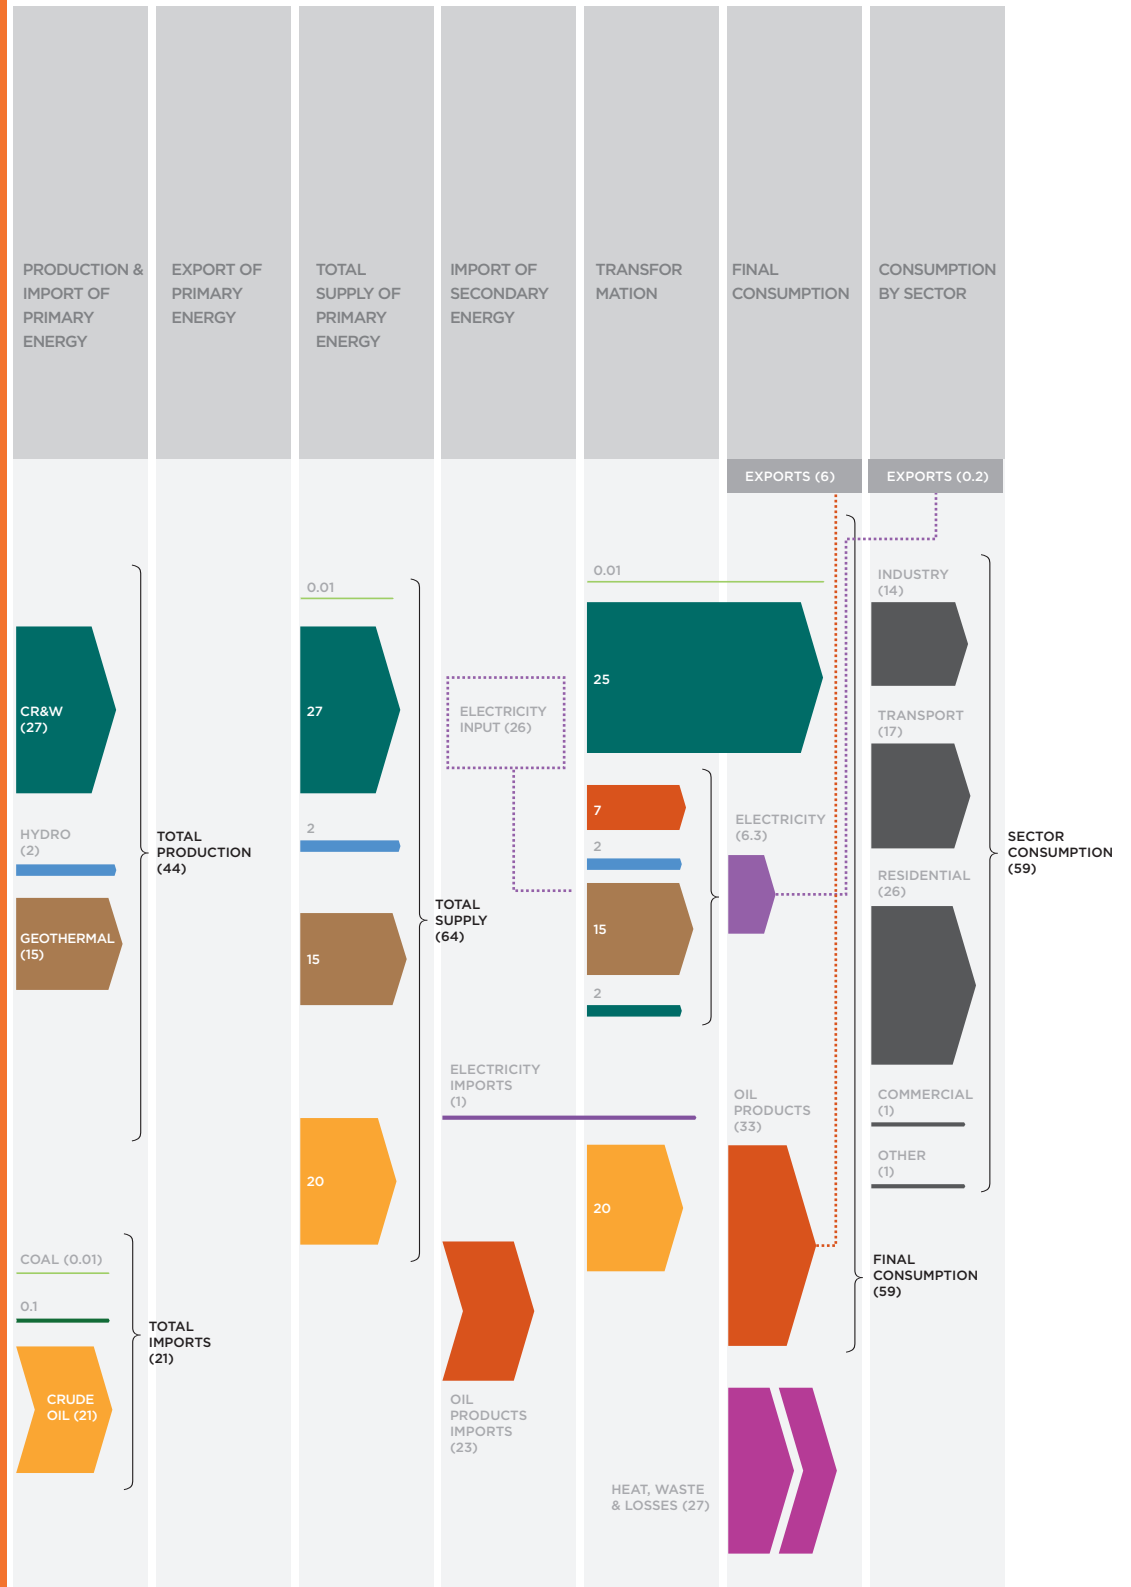 PRODUCTION &
IMPORT OF
PRIMARY
ENERGY
EXPORT OF
PRIMARY
ENERGY
TOTAL
SUPPLY OF
PRIMARY
ENERGY
IMPORT OF
SECONDARY
ENERGY
TRANSFOR
MATION
FINAL
CONSUMPTION
CONSUMPTION
BY SECTOR
EXPORTS (6)
EXPORTS (0.2)
CR&W
(27)
HYDRO
(2)
GEOTHERMAL
(15)
TOTAL
PRODUCTION
(44)
COAL (0.01)
0.1
CRUDE
OIL (21)
TOTAL
IMPORTS
(21)
0.01
27
2
15
20
TOTAL
SUPPLY
(64)
ELECTRICITY
INPUT (26)
ELECTRICITY
IMPORTS
(1)
OIL
PRODUCTS
IMPORTS
(23)
0.01
25
7
2
15
2
20
HEAT, WASTE
& LOSSES (27)
ELECTRICITY
(6.3)
OIL
PRODUCTS
(33)
FINAL
CONSUMPTION
(59)
INDUSTRY
(14)
TRANSPORT
(17)
RESIDENTIAL
(26)
COMMERCIAL
(1)
OTHER
(1)
SECTOR
CONSUMPTION
(59)